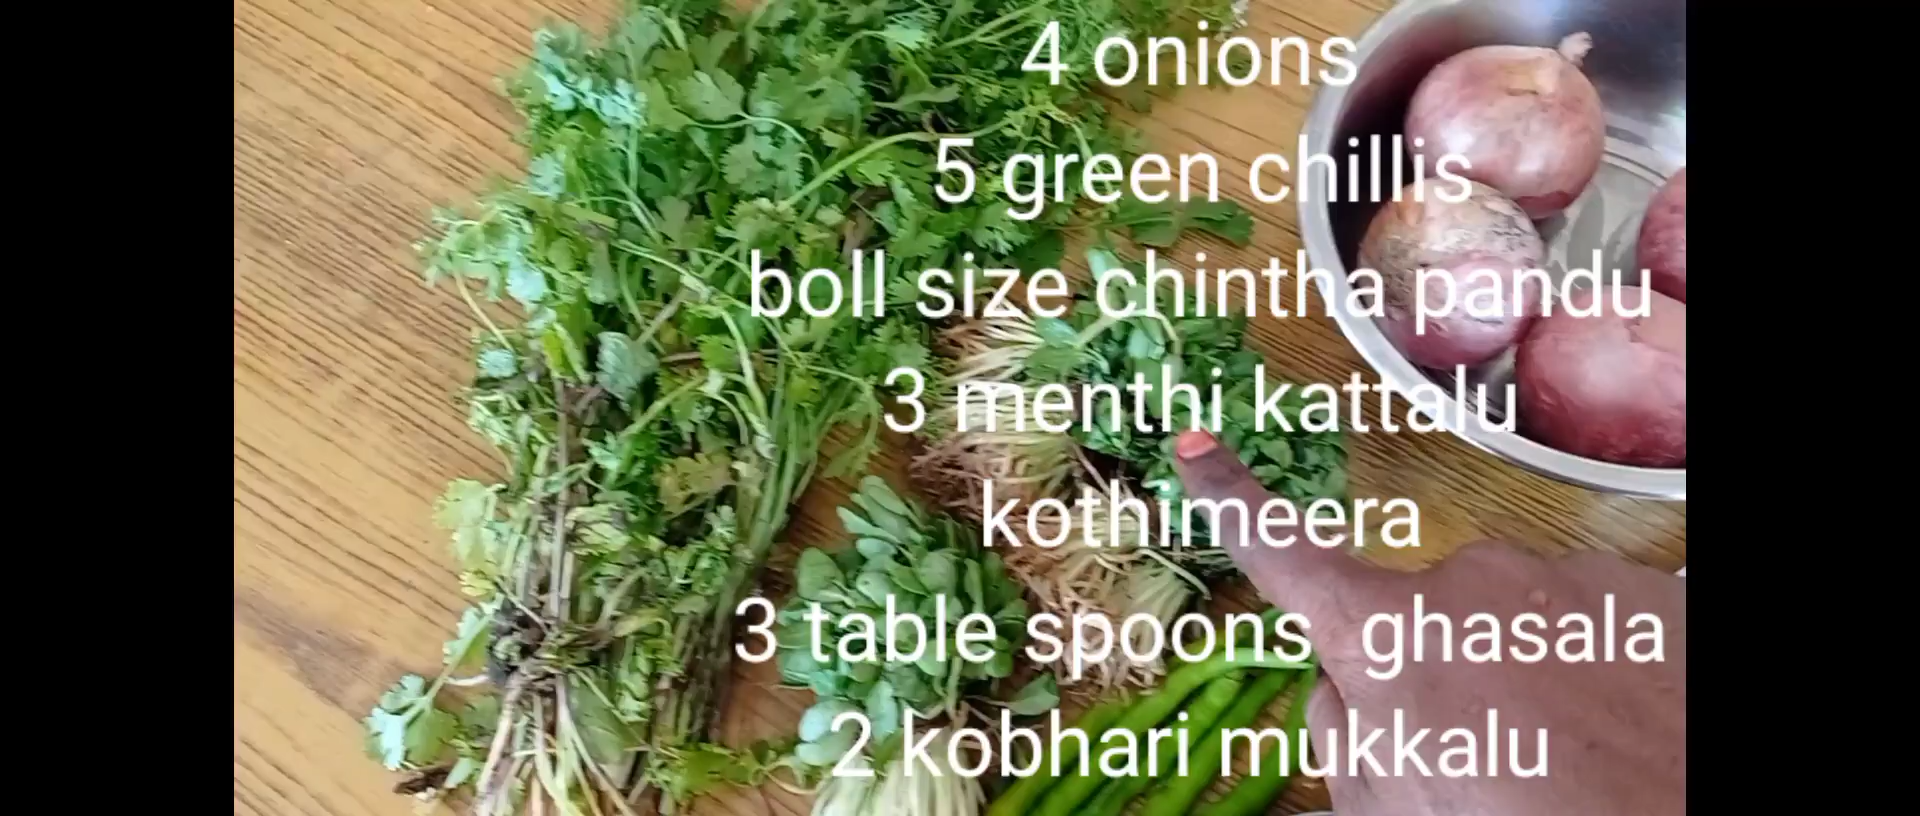 4 onions
5 green chillis
boll size chintha pandu
3 menthi kattalu
kothimeera
3 table spoons ghasala
2 kobhari mukkalu